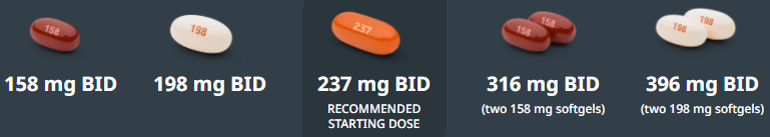 158
198
237
158
158
198
198
158 mg BID
198 mg BID
237 mg BID
RECOMMENDED
STARTING DOSE
316 mg BID
(two 158 mg softgels)
396 mg BID
(two 198 mg softgels)